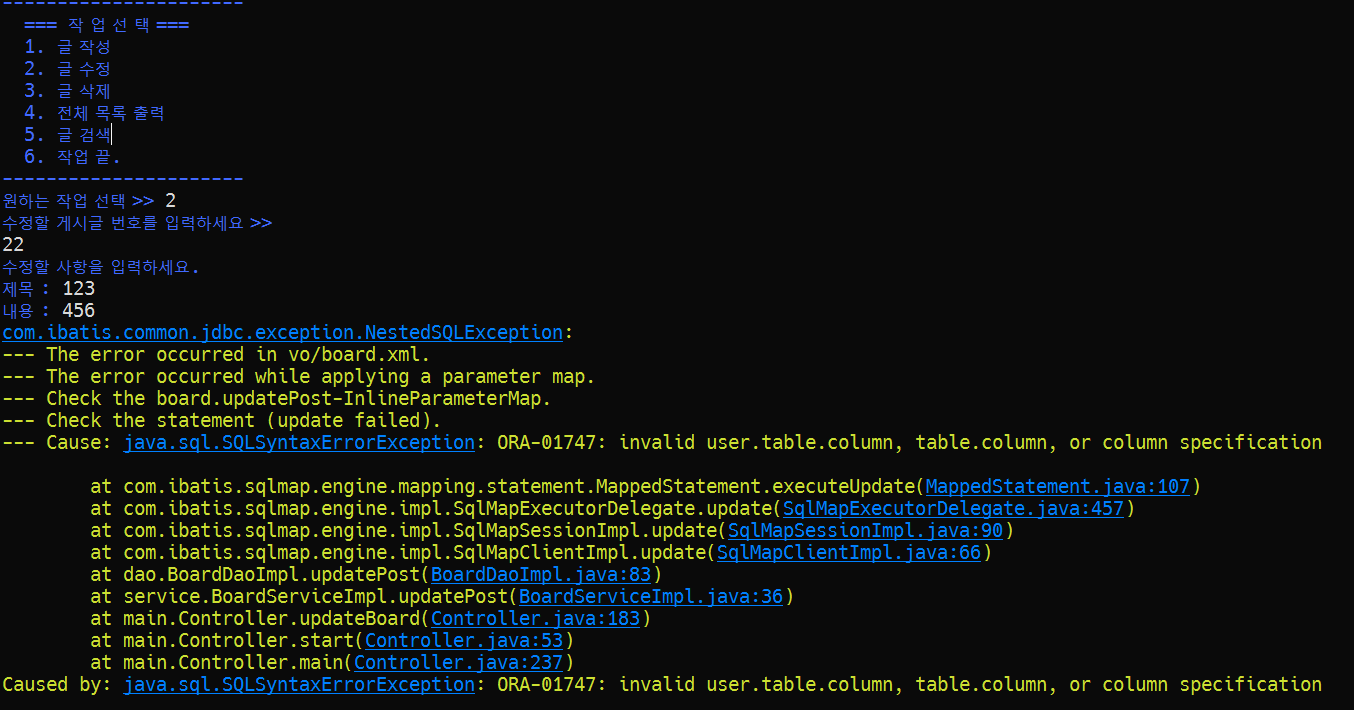 -----------------------
=== 작 업 선 택 ===
1. 글 작성
2. 글 수정
3. 글 삭제
4. 전체 목록 출력
5. 글 검색
6. 작업 끝.
-----------------------
원하는 작업 선택 >> 2
수정할 게시글 번호를 입력하세요 >>
22
수정할 사항을 입력하세요.
제목 : 123
내용 : 456
com.ibatis.common.jdbc.exception.NestedSQLException:
--- The error occurred in vo/board.xml.
--- The error occurred while applying a parameter map.
--- Check the board.updatePost-InlineParameterMap.
--- Check the statement (update failed).
--- Cause: java.sql.SQLSyntaxErrorException: ORA-01747: invalid user.table.column, table.column, or column specification
at com.ibatis.sqlmap.engine.mapping.statement.MappedStatement.executeUpdate(MappedStatement.java:107)
at com.ibatis.sqlmap.engine.impl.SqlMapExecutorDelegate.update(SqlMapExecutorDelegate.java:457)
at com.ibatis.sqlmap.engine.impl.SqlMapSessionImpl.update(SqlMapSessionImpl.java:90)
at com.ibatis.sqlmap.engine.impl.SqlMapClientImpl.update(SqlMapClientImpl.java:66)
at dao.BoardDaoImpl.updatePost(BoardDaoImpl.java:83)
at service.BoardServiceImpl.updatePost(BoardServiceImpl.java:36)
at main.Controller.updateBoard(Controller.java:183)
at main.Controller.start(Controller.java:53)
at main.Controller.main(Controller.java:237)
Caused by: java.sql.SQLSyntaxErrorException: ORA-01747: invalid user.table.column, table.column, or column specification